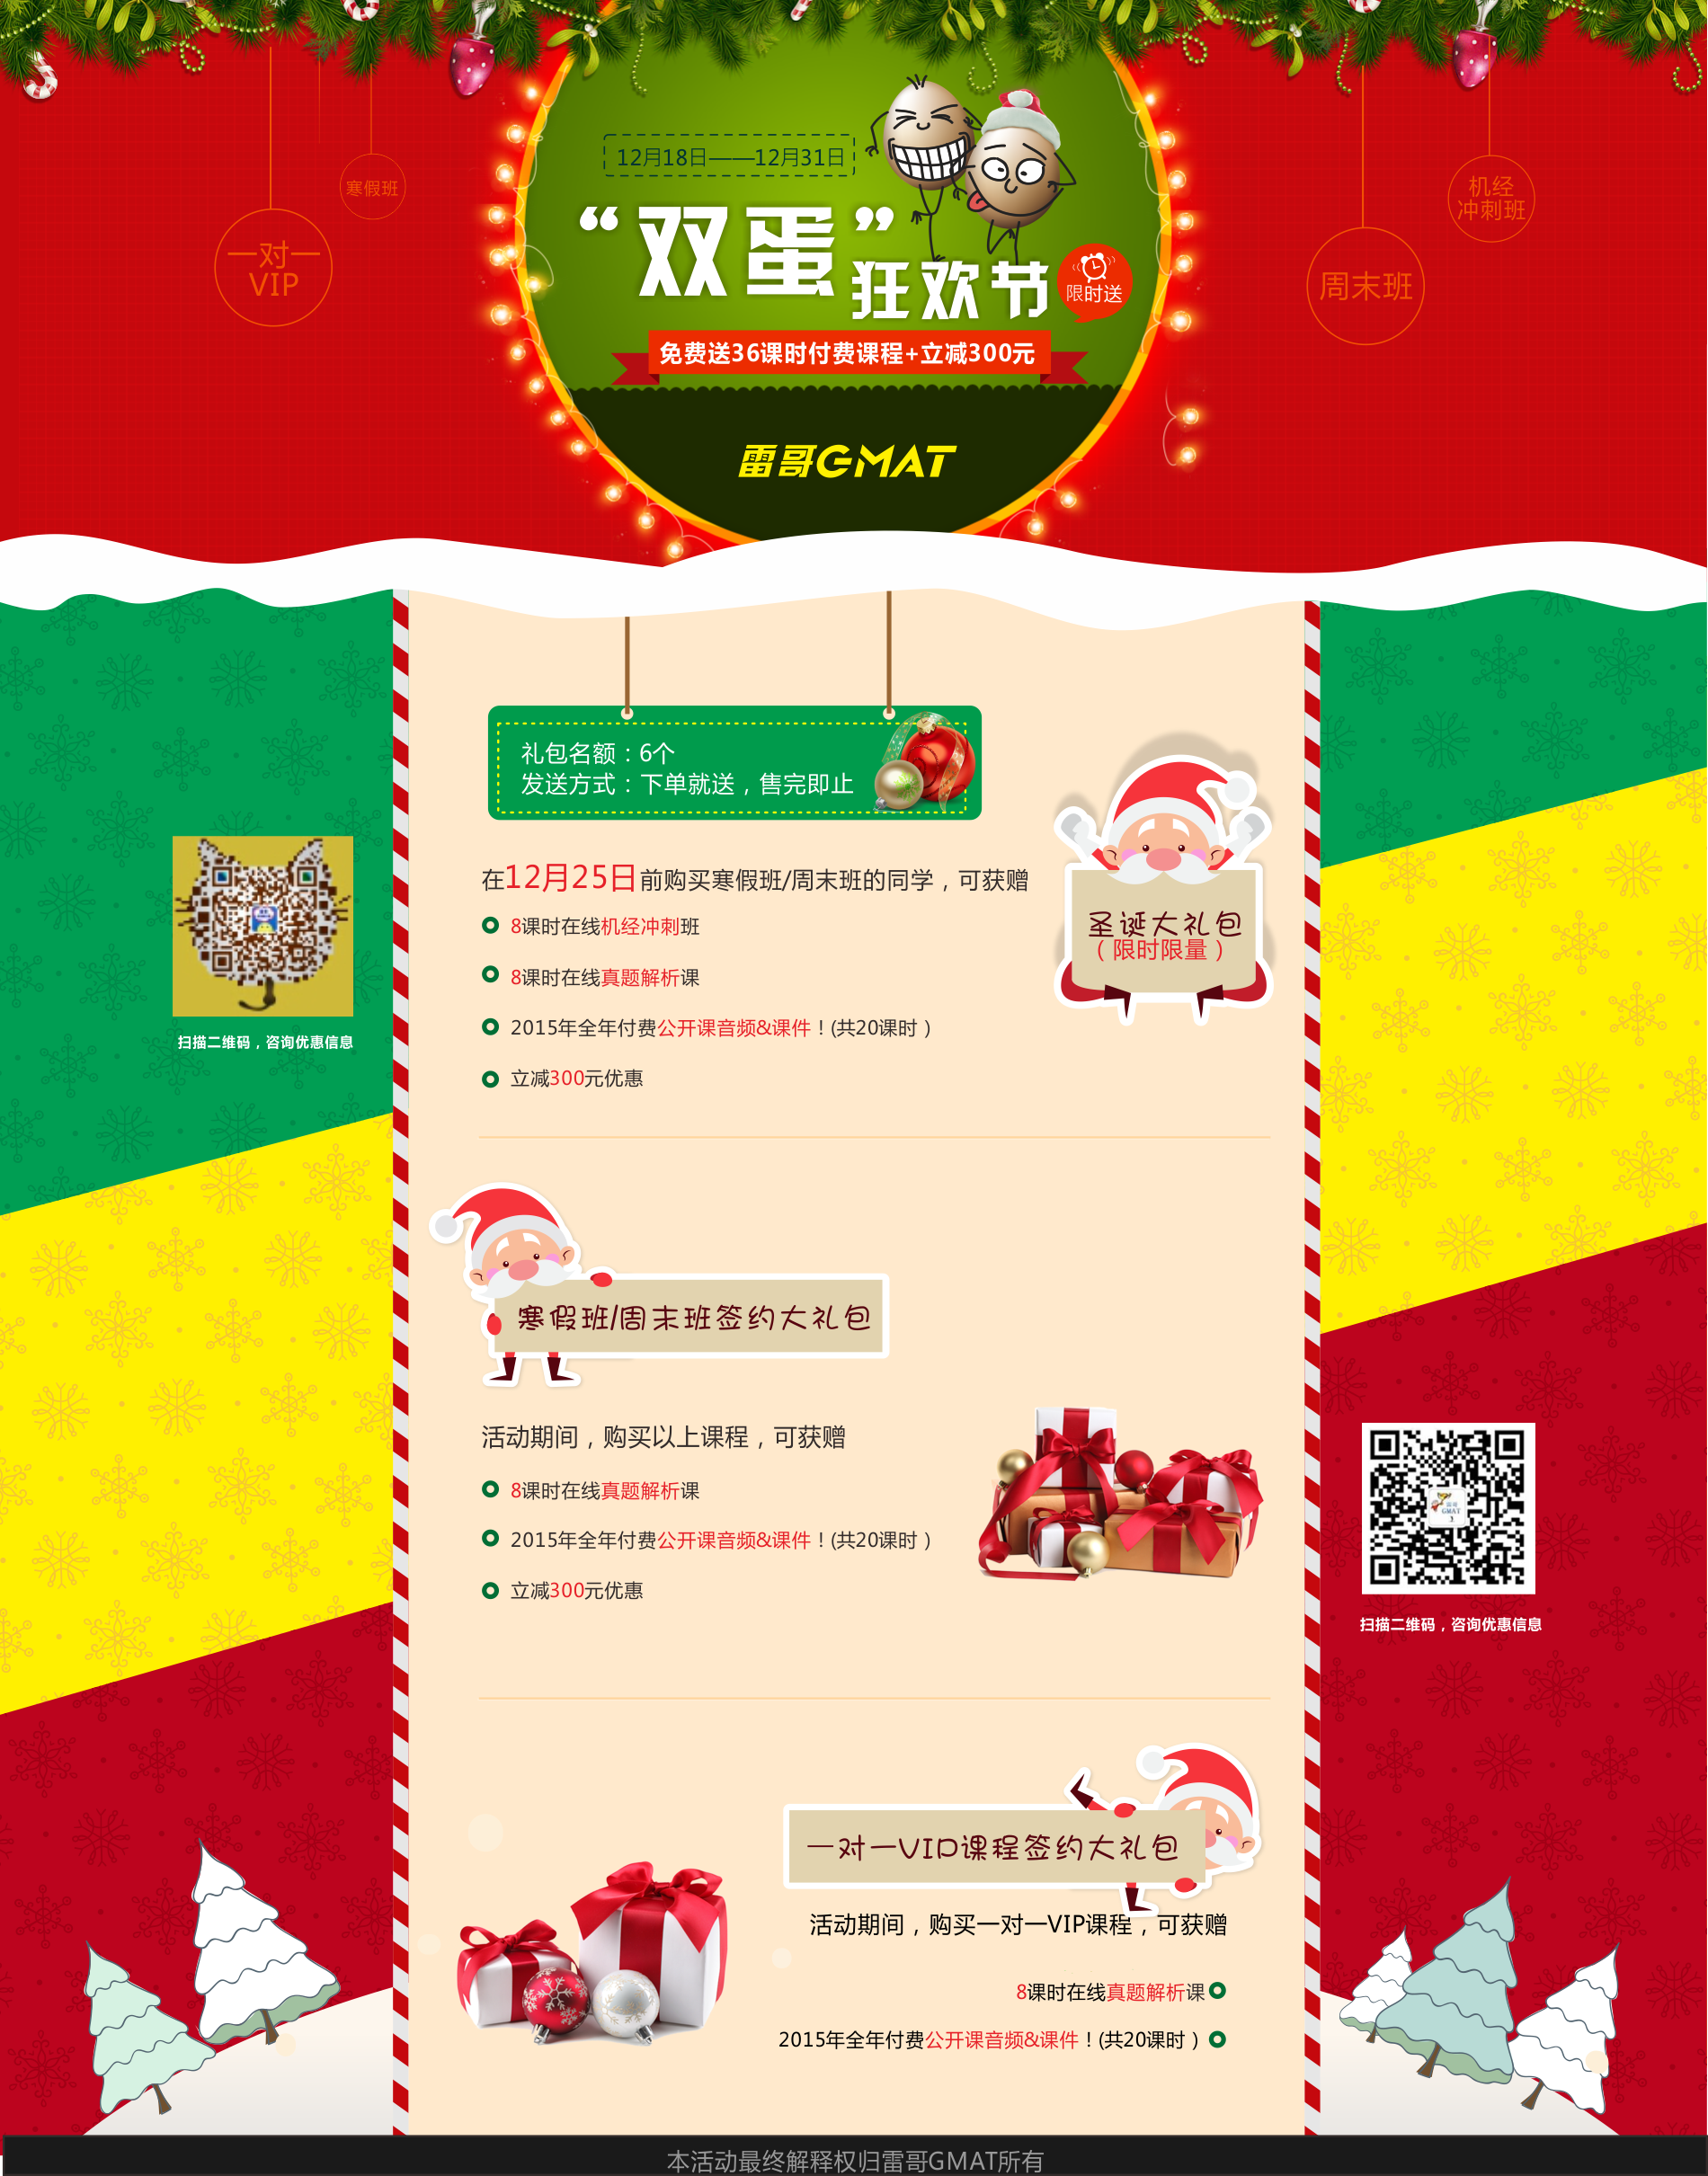 12月18日——12月31日
“双蛋”
狂欢节
限时送
免费送36课时付费课程+立减300元
雷哥GMAT
寒假班
一对一
VIP
机经
冲刺班
周末班
礼包名额：6个
发送方式：下单就送，售完即止
在12月25日前购买寒假班/周末班的同学，可获赠
8课时在线机经冲刺班
8课时在线真题解析课
2015年全年付费公开课音频&课件！(共20课时）
立减300元优惠
圣诞大礼包
（限时限量）
扫描二维码，咨询优惠信息
寒假班/周末班签约大礼包
活动期间，购买以上课程，可获赠
8课时在线真题解析课
2015年全年付费公开课音频&课件！(共20课时）
立减300元优惠
雷哥
GMAT
扫描二维码，咨询优惠信息
一对一VIP课程签约大礼包
活动期间，购买一对一VIP课程，可获赠
8课时在线真题解析课
2015年全年付费公开课音频&课件！(共20课时）
本活动最终解释权归雷哥GMAT所有